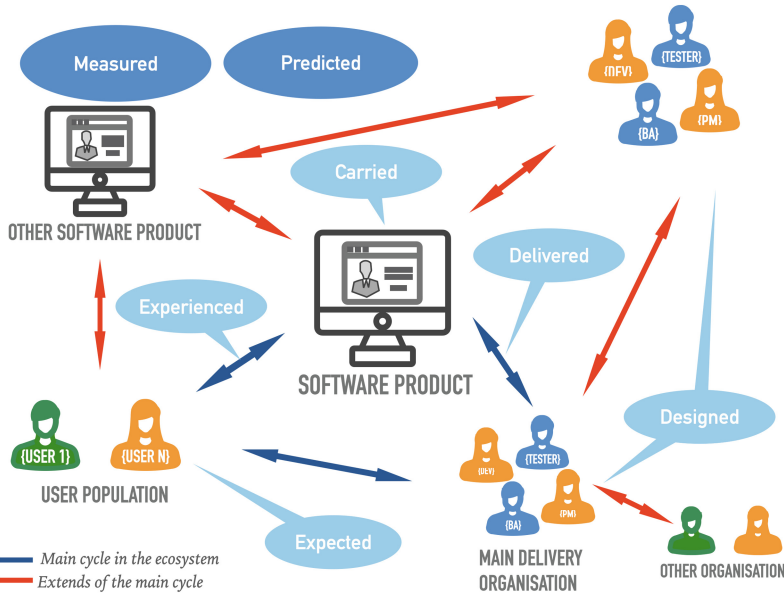 Measured
Predicted
{DEV}
{TESTER}
{BA}
{PM}
Carried
OTHER SOFTWARE PRODUCT
Delivered
Experienced
SOFTWARE PRODUCT
Designed
{USER 1}
{USER N}
USER POPULATION
{DEV}
{TESTER}
{BA}
{PM}
Expected
Main cycle in the ecosystem
Extends of the main cycle
MAIN DELIVERY
ORGANISATION
OTHER ORGANISATION